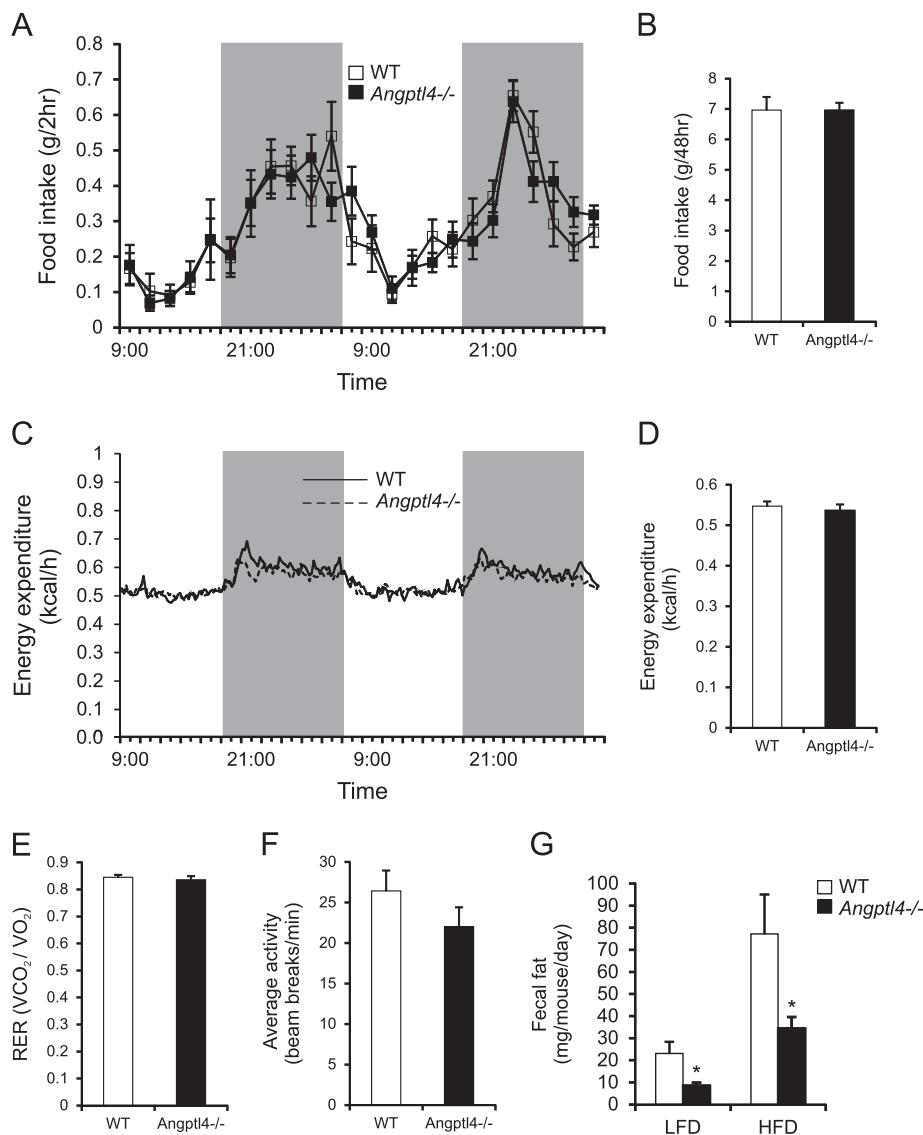 A
Food intake (g/2hr)
0.8
0.7
0.6
0.5
0.4
0.3
0.2
0.1
0
WT
Angptl4-/-
9:00 21:00 9:00 21:00
Time
B
Food intake (g/48hr)
8
7
6
5
4
3
2
1
0
WT Angptl4-/-
C
Energy expenditure
(kcal/h)
1
0.9
0.8
0.7
0.6
0.5
0.4
0.3
0.2
0.1
0.0
WT
Angptl4-/-
9:00 21:00 9:00 21:00
Time
D
Energy expenditure
(kcal/h)
0.6
0.5
0.4
0.3
0.2
0.1
0
WT Angptl4-/-
E
RER (VCO2 / VO2)
0.9
0.8
0.7
0.6
0.5
0.4
0.3
0.2
0.1
0
WT Angptl4-/-
F
Average activity
(beam breaks/min)
30
25
20
15
10
5
0
WT Angptl4-/-
G
Fecal fat
(mg/mouse/day)
100
90
80
70
60
50
40
30
20
10
0
WT
Angptl4-/-
*
*
LFD HFD